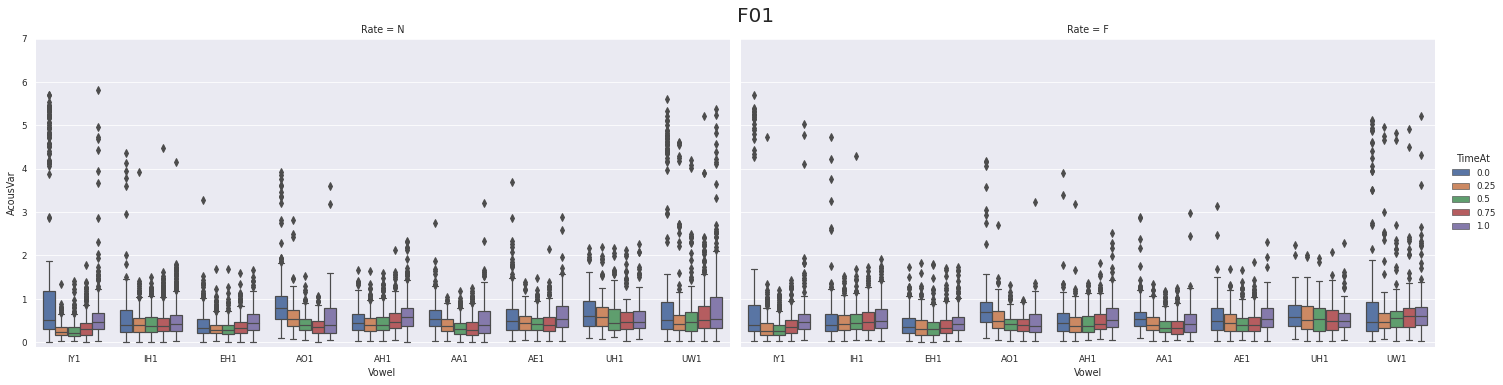 F01
Rate = N
Rate = F
7
6
5
4
3
2
1
0
AcousVar
IY1 IH1 EH1 AO1 AH1 AA1 AE1 UH1 UW1
Vowel
IY1 IH1 EH1 AO1 AH1 AA1 AE1 UH1 UW1
Vowel
TimeAt
0.0
0.25
0.5
0.75
1.0